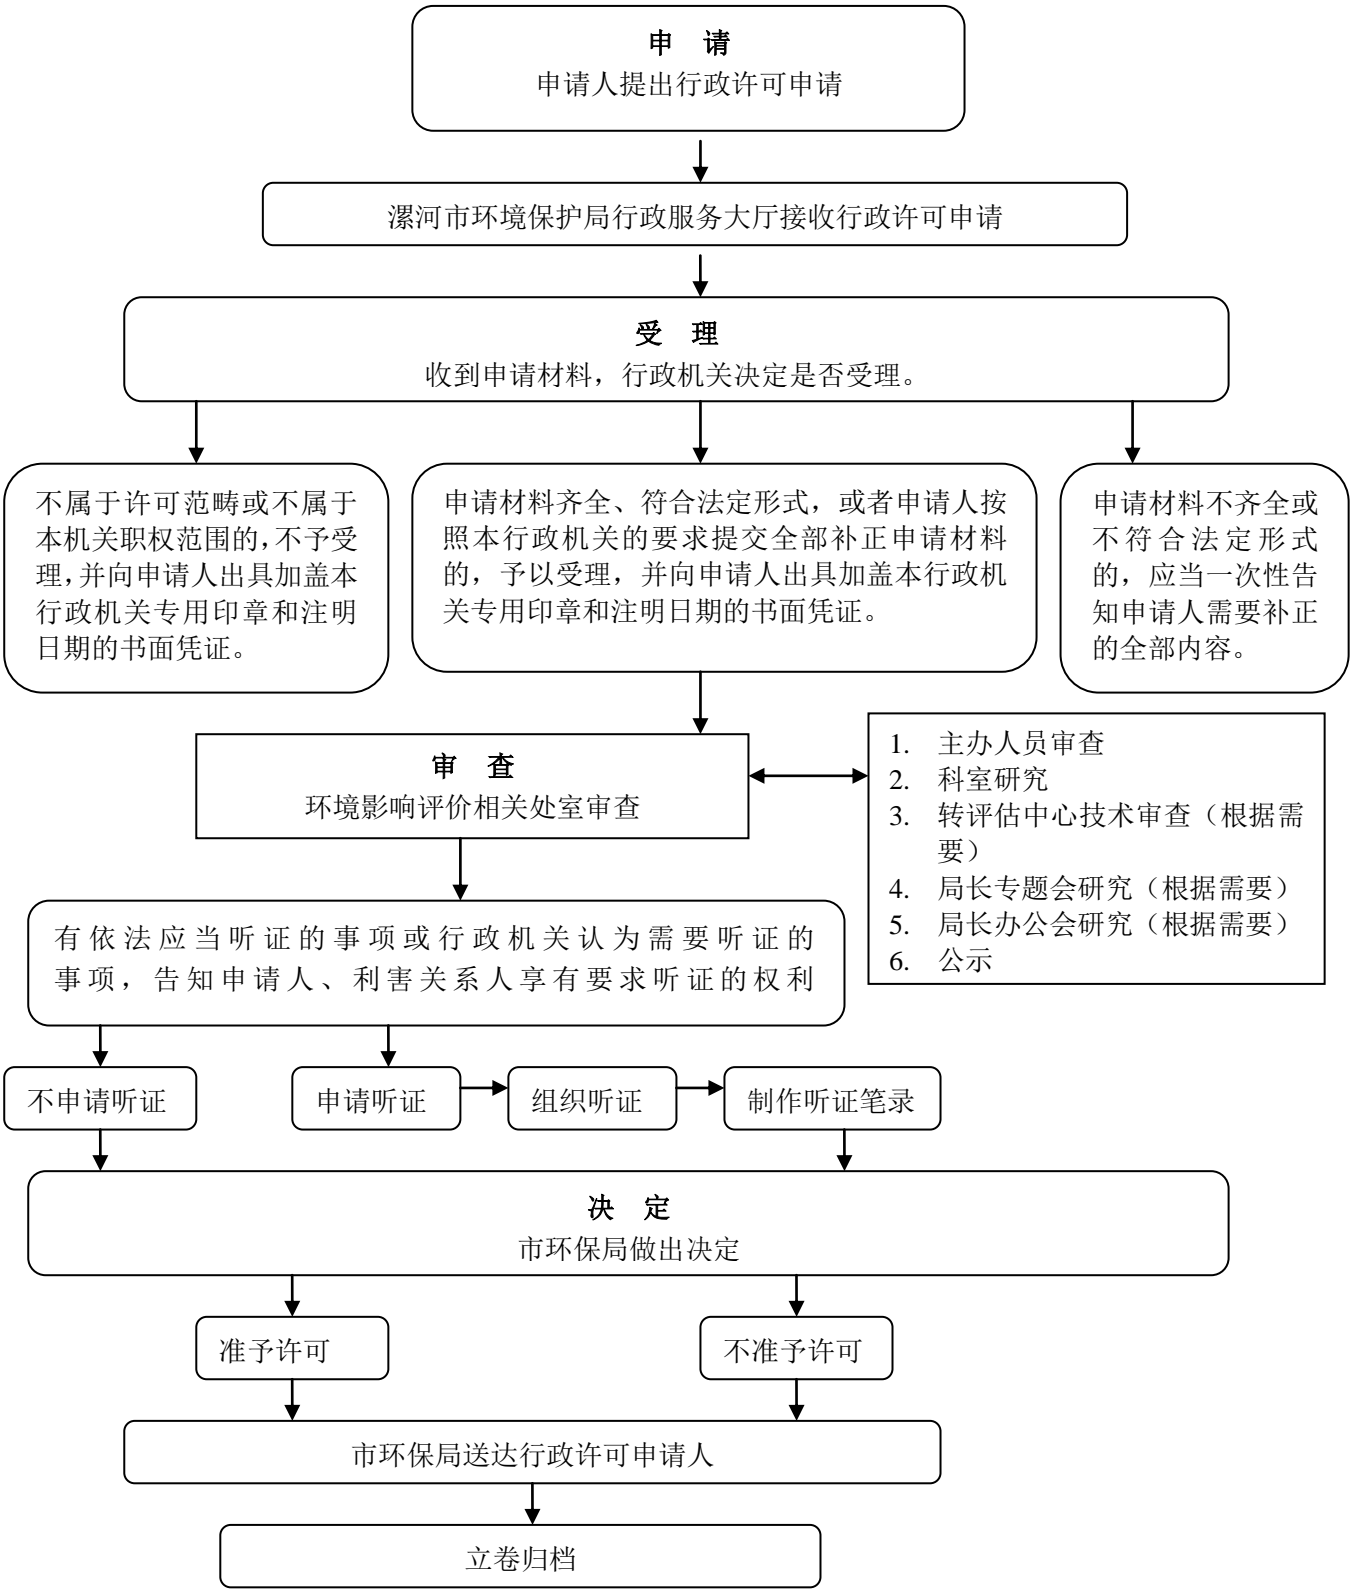 申 请
申请人提出行政许可申请
漯河市环境保护局行政服务大厅接收行政许可申请
受 理
收到申请材料，行政机关决定是否受理。
不属于许可范畴或不属于
本机关职权范围的，不予受
理，并向申请人出具加盖本
行政机关专用印章和注明
日期的书面凭证。
申请材料齐全、符合法定形式，或者申请人按
照本行政机关的要求提交全部补正申请材料
的，予以受理，并向申请人出具加盖本行政机
关专用印章和注明日期的书面凭证。
申请材料不齐全或
不符合法定形式
的，应当一次性告
知申请人需要补正
的全部内容。
审 查
环境影响评价相关处室审查
1. 主办人员审查
2. 科室研究
3. 转评估中心技术审查（根据需
要）
4. 局长专题会研究（根据需要）
5. 局长办公会研究（根据需要）
6. 公示
有依法应当听证的事项或行政机关认为需要听证的
事项，告知申请人、利害关系人享有要求听证的权利
不申请听证
申请听证
组织听证
制作听证笔录
决 定
市环保局做出决定
准予许可
不准予许可
市环保局送达行政许可申请人
立卷归档